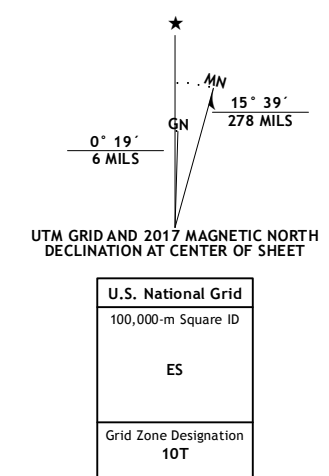 ★
MN
GN
15° 39´
278 MILS
0° 19´
6 MILS
UTM GRID AND 2017 MAGNETIC NORTH
DECLINATION AT CENTER OF SHEET
U.S. National Grid
100,000-m Square ID
ES
Grid Zone Designation
10T